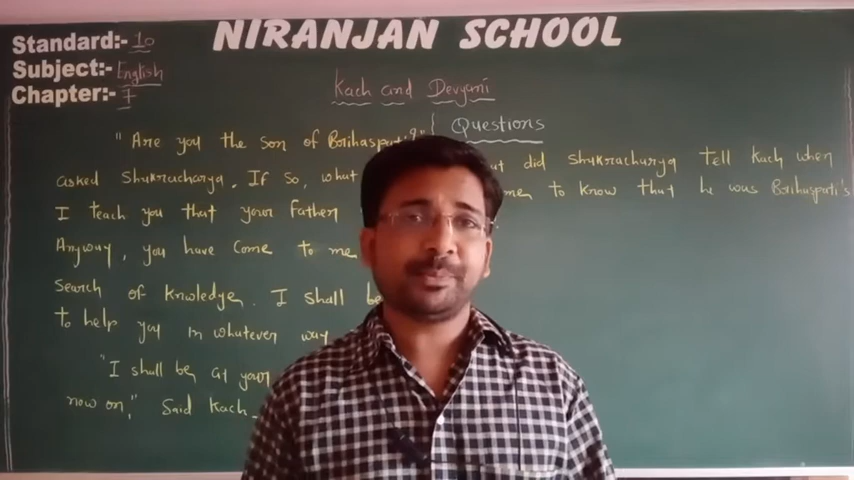 NIRANJAN SCHOOL
Standard:- 10
Subject:- English
Chapter:- 7
Kach and Devyani
"Are you the son of Brihaspati?"
asked Shukracharya. If so, what
I teach you that your father
Anyway, you have come to me
Search of knowledge. I shall be
to help you in whatever way
"I shall be at your
now on," Said Kach.
Questions
did Shukracharya tell Kach when
to know that he was Brihaspati's